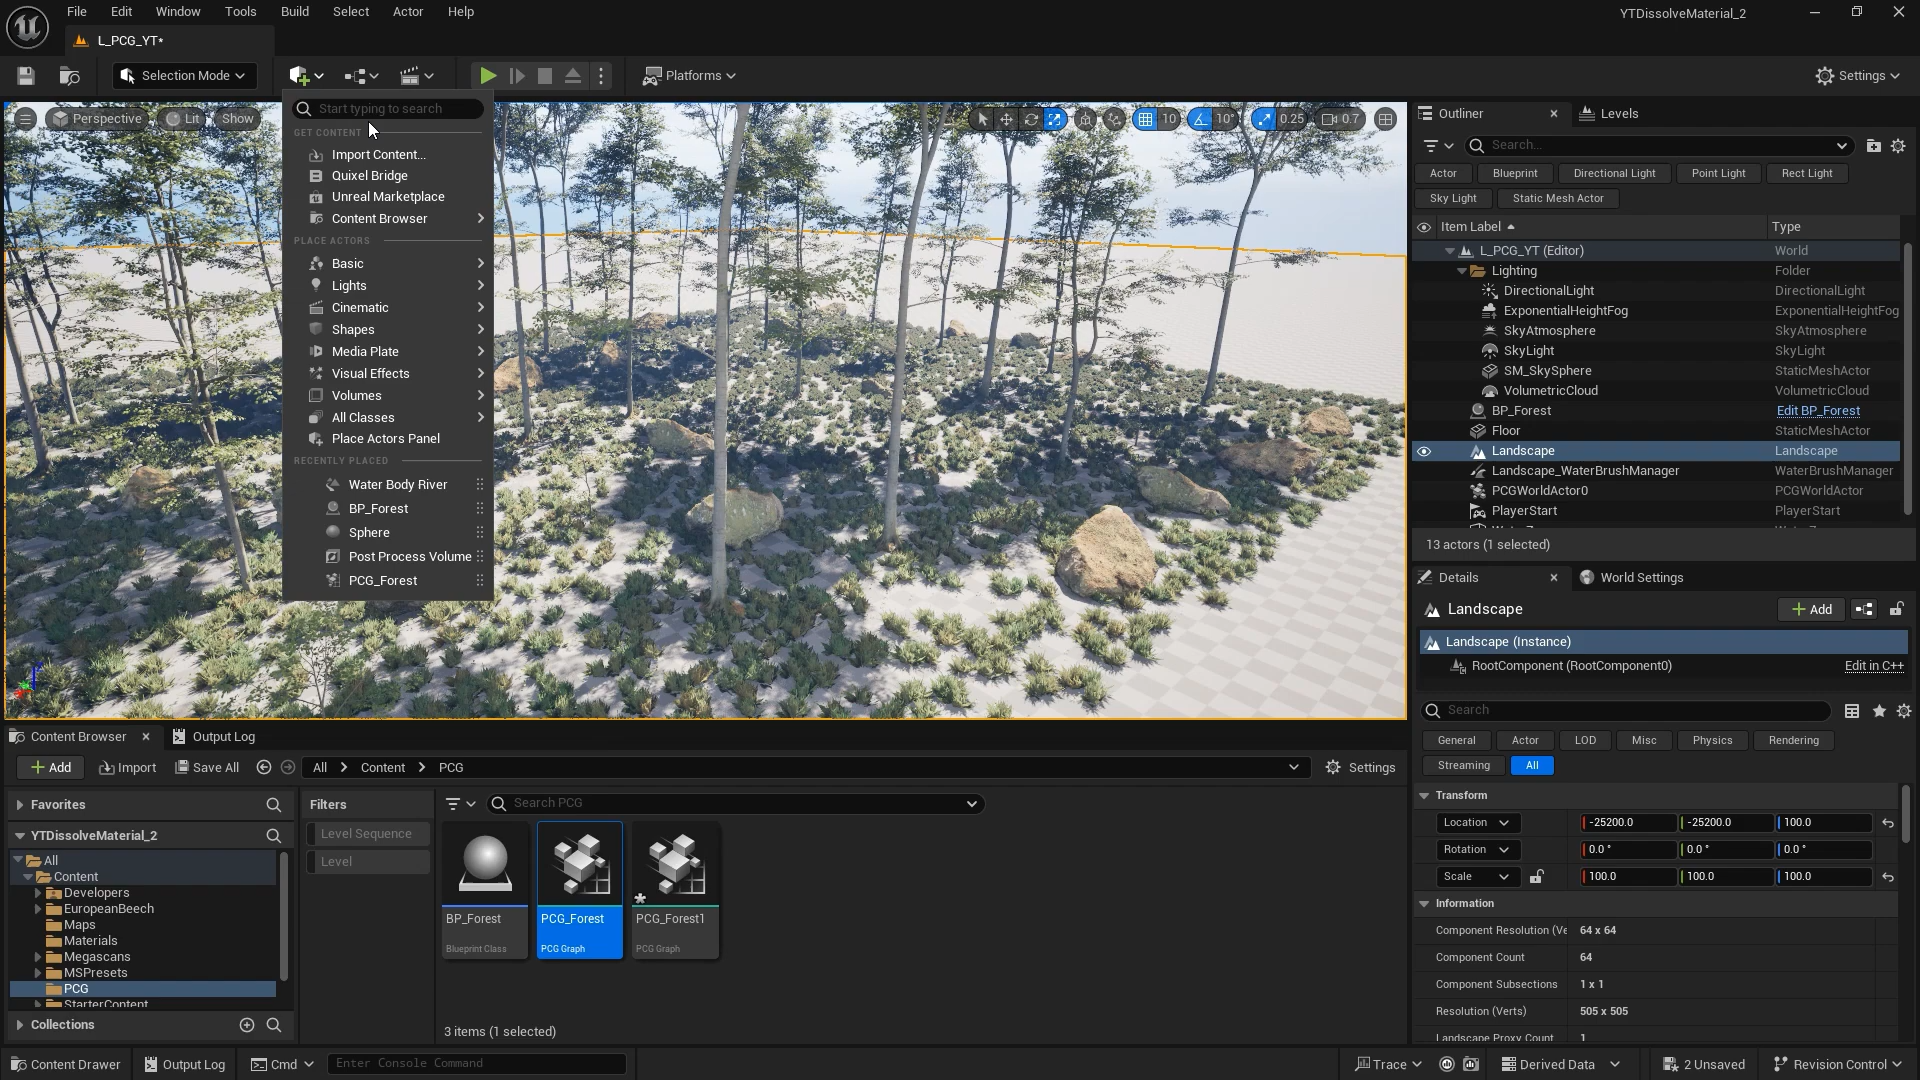 File Edit Window Tools Build Select Actor Help
YTDissolveMaterial_2
L_PCG_YT*
Selection Mode
Platforms
Settings
Start typing to search
GET CONTENT
Import Content...
Quixel Bridge
Unreal Marketplace
Content Browser
PLACE ACTORS
Basic
Lights
Cinematic
Shapes
Media Plate
Visual Effects
Volumes
All Classes
Place Actors Panel
RECENTLY PLACED
Water Body River
BP_Forest
Sphere
Post Process Volume
PCG_Forest
Perspective Lit Show
10 10° 0.25 0.7
Outliner Levels
Search...
Actor Blueprint Directional Light Point Light Rect Light
Sky Light Static Mesh Actor
Item Label Type
L_PCG_YT (Editor) World
Lighting Folder
DirectionalLight DirectionalLight
ExponentialHeightFog ExponentialHeightFog
SkyAtmosphere SkyAtmosphere
SkyLight SkyLight
SM_SkySphere StaticMeshActor
VolumetricCloud VolumetricCloud
BP_Forest Edit BP_Forest
Floor StaticMeshActor
Landscape Landscape
Landscape_WaterBrushManager WaterBrushManager
PCGWorldActor0 PCGWorldActor
PlayerStart PlayerStart
13 actors (1 selected)
Details World Settings
Landscape Add
Landscape (Instance)
RootComponent (RootComponent0) Edit in C++
Search
General Actor LOD Misc Physics Rendering
Streaming All
Transform
Location -25200.0 -25200.0 100.0
Rotation 0.0 ° 0.0 ° 0.0 °
Scale 100.0 100.0 100.0
Information
Component Resolution (Ve 64 x 64
Component Count 64
Component Subsections 1 x 1
Resolution (Verts) 505 x 505
Landscape Proxy Count 1
Content Browser Output Log
Add Import Save All All Content PCG Settings
Favorites
YTDissolveMaterial_2
All
Content
Developers
EuropeanBeech
Maps
Materials
Megascans
MSPresets
PCG
StarterContent
Collections
Filters
Level Sequence
Level
Search PCG
BP_Forest PCG_Forest PCG_Forest1
Blueprint Class PCG Graph PCG Graph
3 items (1 selected)
Content Drawer Output Log Cmd Enter Console Command Trace Derived Data 2 Unsaved Revision Control